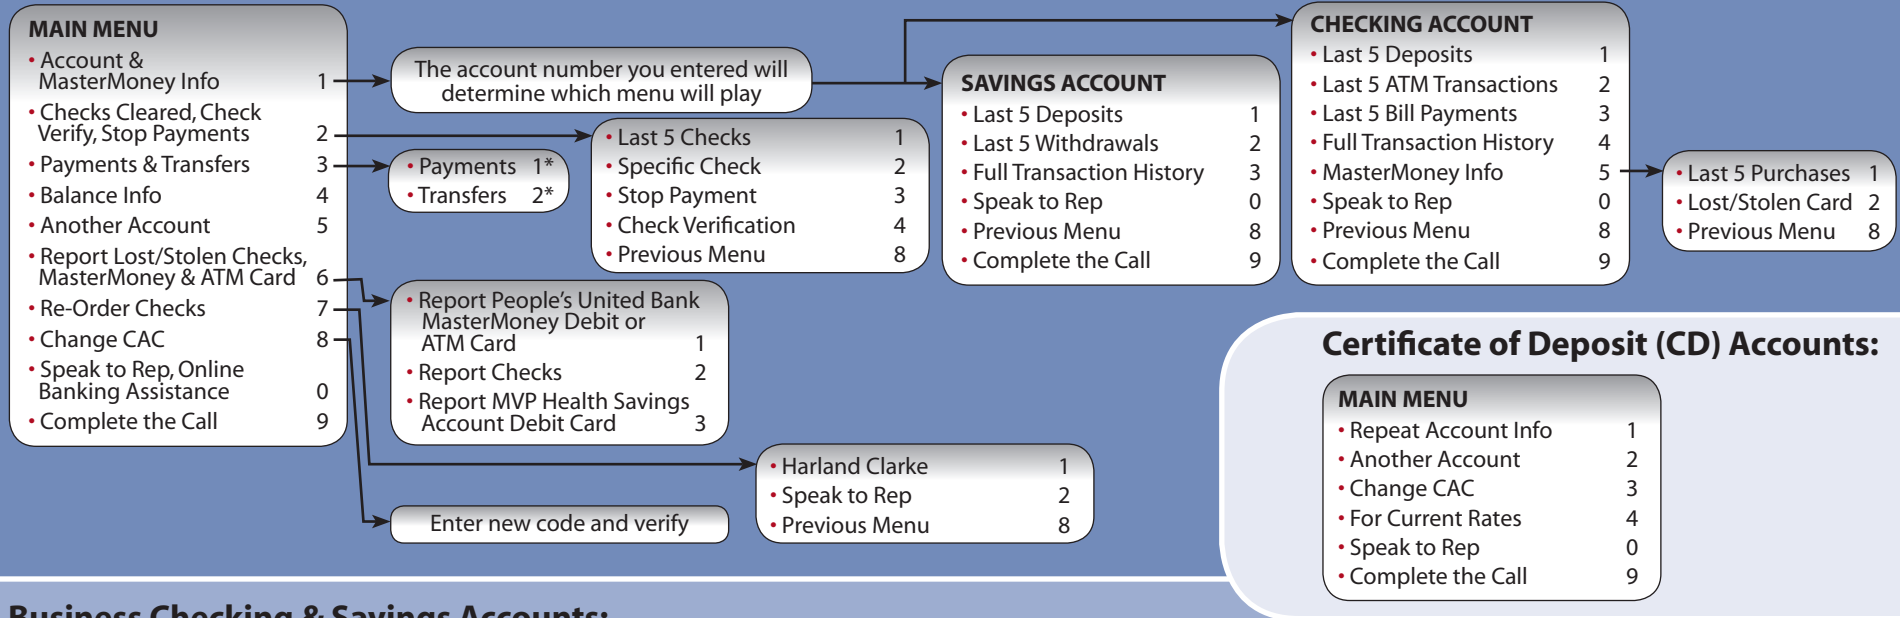 MAIN MENU
• Account &
MasterMoney Info 1
• Checks Cleared, Check
Verify, Stop Payments 2
• Payments & Transfers 3
• Balance Info 4
• Another Account 5
• Report Lost/Stolen Checks,
MasterMoney & ATM Card 6
• Re-Order Checks 7
• Change CAC 8
• Speak to Rep, Online
Banking Assistance 0
• Complete the Call 9
The account number you entered will
determine which menu will play
• Last 5 Checks 1
• Specific Check 2
• Stop Payment 3
• Check Verification 4
• Previous Menu 8
• Payments 1*
• Transfers 2*
• Report People's United Bank
MasterMoney Debit or
ATM Card 1
• Report Checks 2
• Report MVP Health Savings
Account Debit Card 3
• Harland Clarke 1
• Speak to Rep 2
• Previous Menu 8
Enter new code and verify
SAVINGS ACCOUNT
• Last 5 Deposits 1
• Last 5 Withdrawals 2
• Full Transaction History 3
• Speak to Rep 0
• Previous Menu 8
• Complete the Call 9
CHECKING ACCOUNT
• Last 5 Deposits 1
• Last 5 ATM Transactions 2
• Last 5 Bill Payments 3
• Full Transaction History 4
• MasterMoney Info 5
• Speak to Rep 0
• Previous Menu 8
• Complete the Call 9
• Last 5 Purchases 1
• Lost/Stolen Card 2
• Previous Menu 8
Certificate of Deposit (CD) Accounts:
MAIN MENU
• Repeat Account Info 1
• Another Account 2
• Change CAC 3
• For Current Rates 4
• Speak to Rep 0
• Complete the Call 9
Business Checking & Savings Accounts: